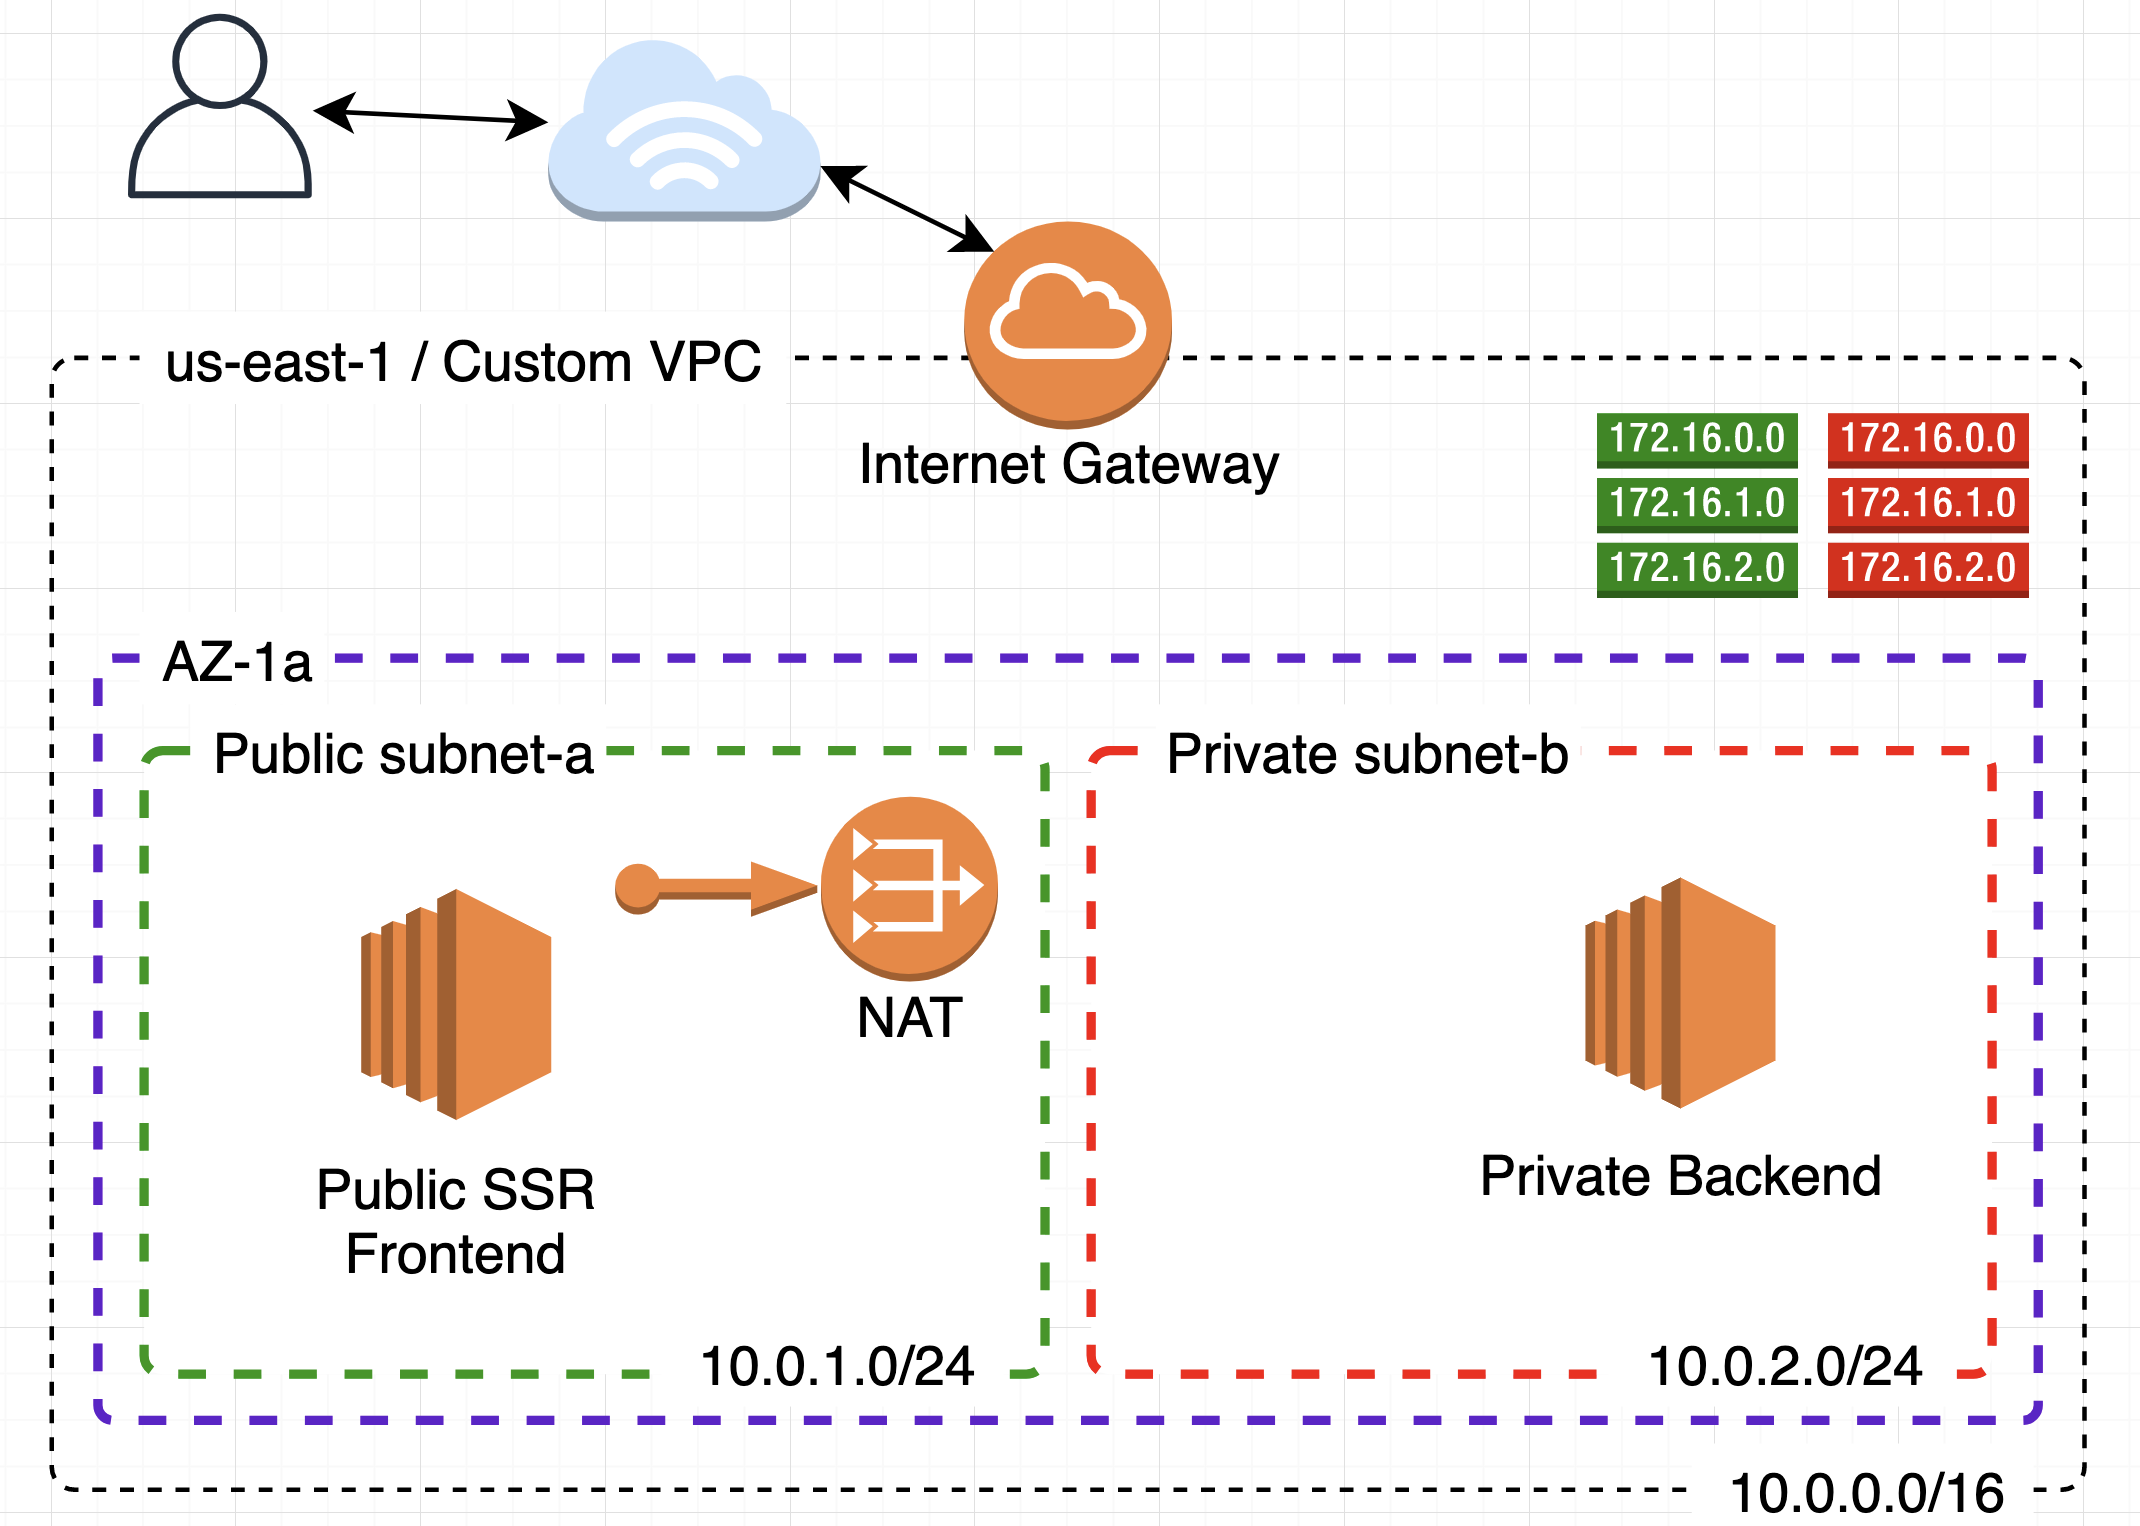 us-east-1 / Custom VPC
Internet Gateway
172.16.0.0
172.16.1.0
172.16.2.0
172.16.0.0
172.16.1.0
172.16.2.0
AZ-1a
Public subnet-a
NAT
Public SSR
Frontend
10.0.1.0/24
Private subnet-b
Private Backend
10.0.2.0/24
10.0.0.0/16